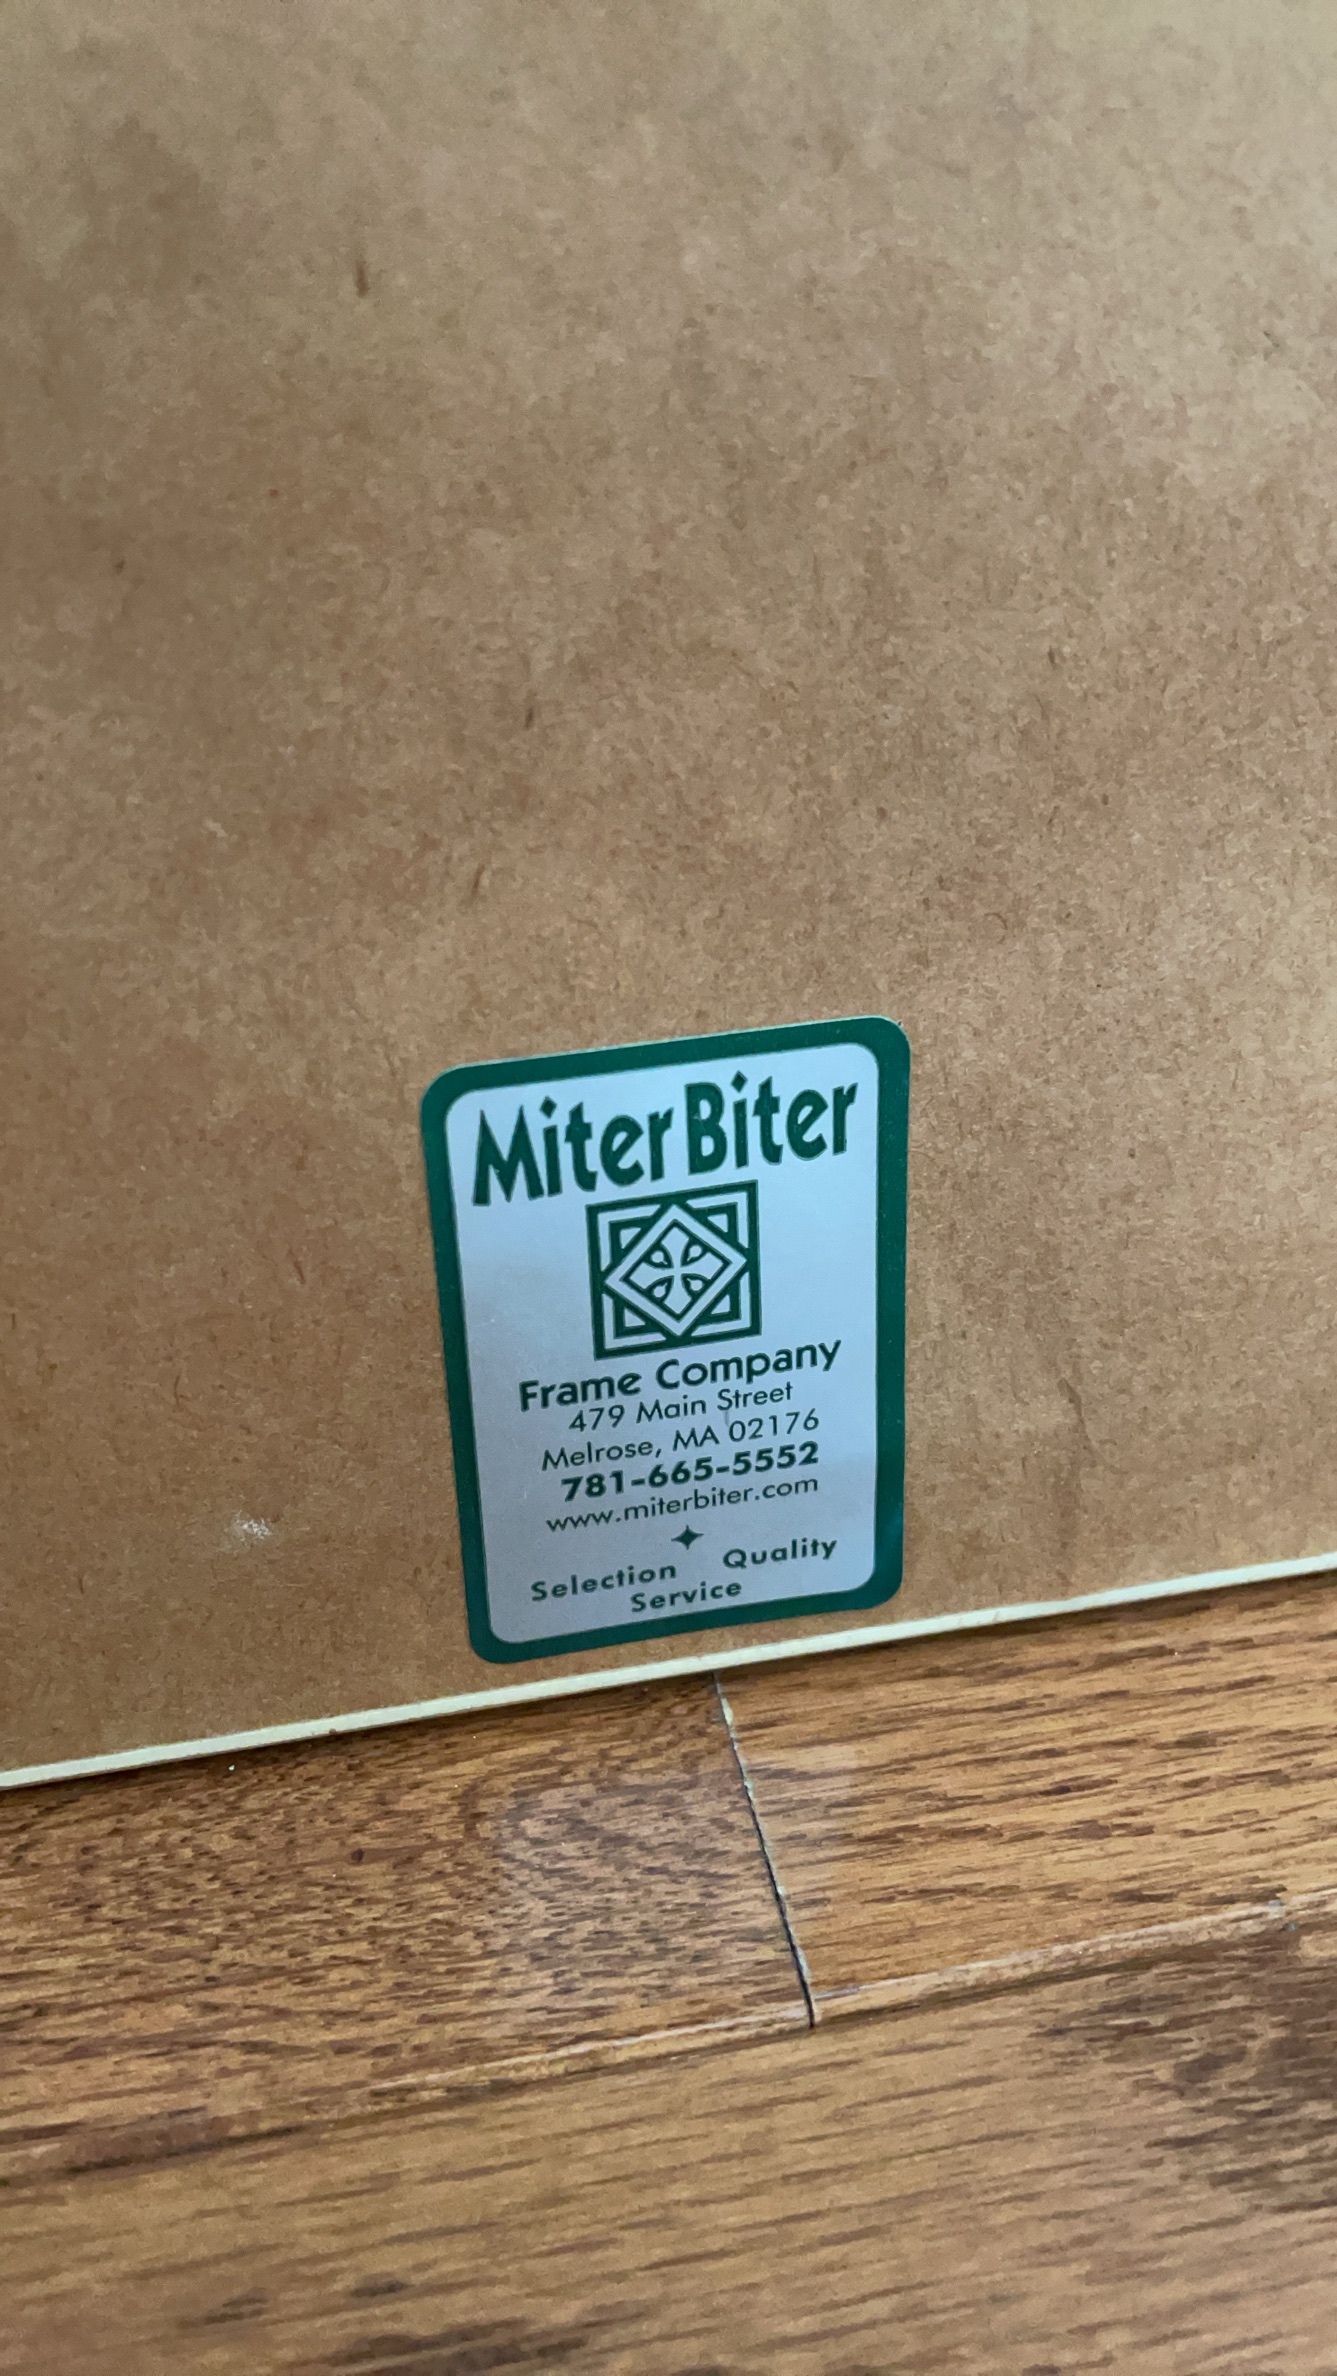 Miter Biter
Frame Company
479 Main Street
Melrose, MA 02176
781-665-5552
www.miterbiter.com
Selection Quality
Service